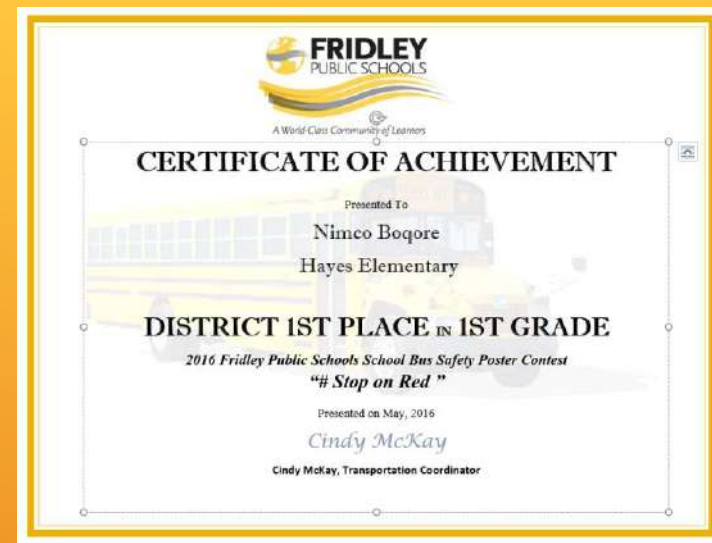 FRIDLEY
PUBLIC SCHOOLS
A World-Class Community of Learners
CERTIFICATE OF ACHIEVEMENT
Presented To
Nimco Boqore
Hayes Elementary
DISTRICT 1ST PLACE IN 1ST GRADE
2016 Fridley Public Schools School Bus Safety Poster Contest
“# Stop on Red ”
Presented on May, 2016
Cindy McKay
Cindy McKay, Transportation Coordinator